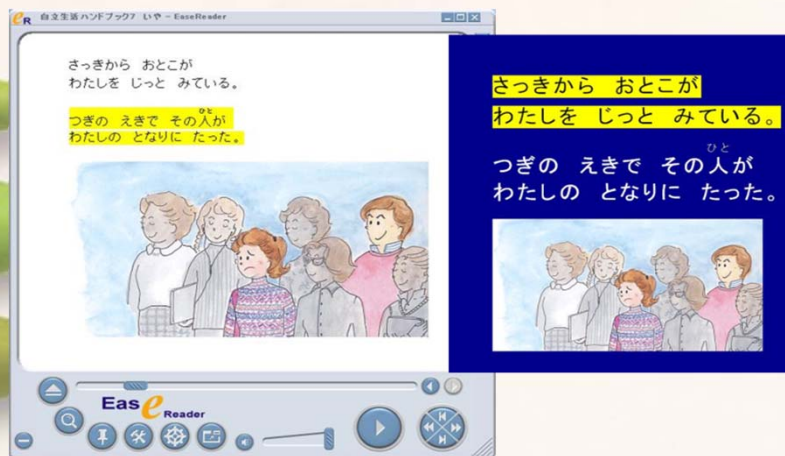 自立生活ハンドブック7 いや - EaseReader
さっきから おとこが
わたしを じっと みている。
つぎの えきで その人が
ひと
わたしの となりに たった。
EaseReader
さっきから おとこが
わたしを じっと みている。
つぎの えきで その人が
ひと
わたしの となりに たった。